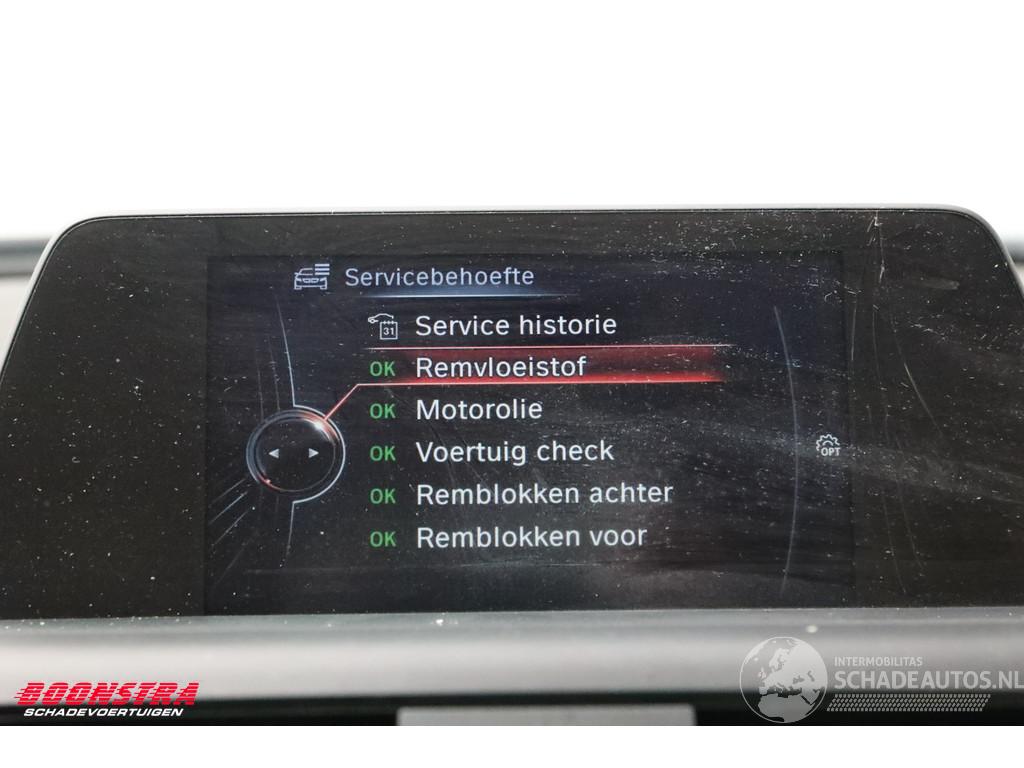 Servicebehoefte
31 Service historie
OK Remvloeistof
OK Motorolie
OK Voertuig check
OK Remblokken achter
OK Remblokken voor
OPT
BOONSTRA
SCHADEVOERTUIGEN
INTERMOBILITAS
SCHADEAUTOS.NL